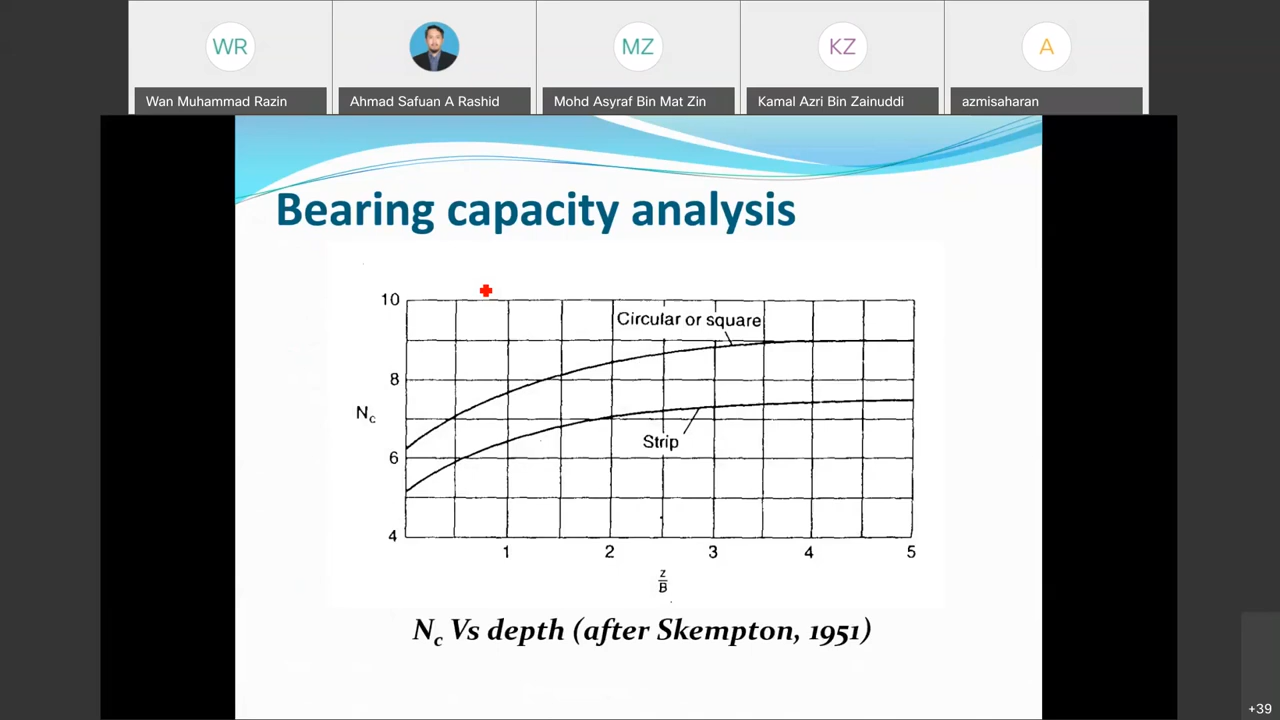 WR
MZ
KZ
A
Wan Muhammad Razin
Ahmad Safuan A Rashid
Mohd Asyraf Bin Mat Zin
Kamal Azri Bin Zainuddi
azmisaharan
Bearing capacity analysis
10
Circular or square
8
Nc
Strip
6
4
1
2
3
4
5
z
B
Nc Vs depth (after Skempton, 1951)
+39